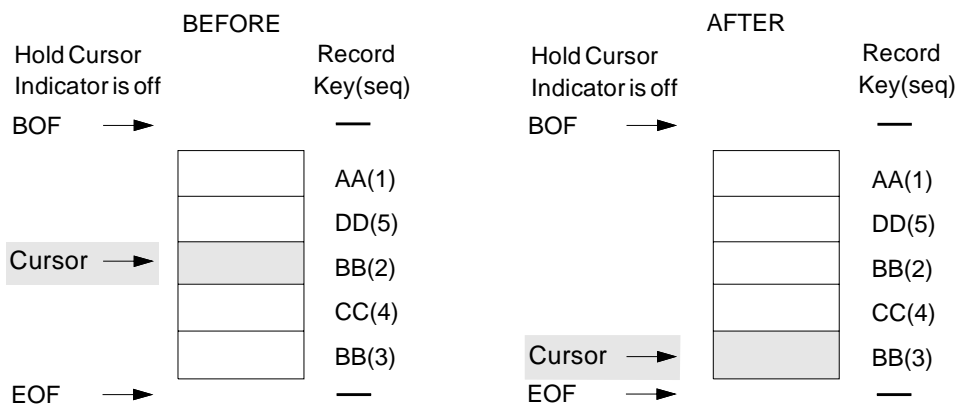 BEFORE
Hold Cursor
Indicator is off
Record
Key(seq)
BOF —
AA(1)
DD(5)
Cursor BB(2)
CC(4)
BB(3)
EOF —
AFTER
Hold Cursor
Indicator is off
Record
Key(seq)
BOF —
AA(1)
DD(5)
BB(2)
CC(4)
Cursor BB(3)
EOF —